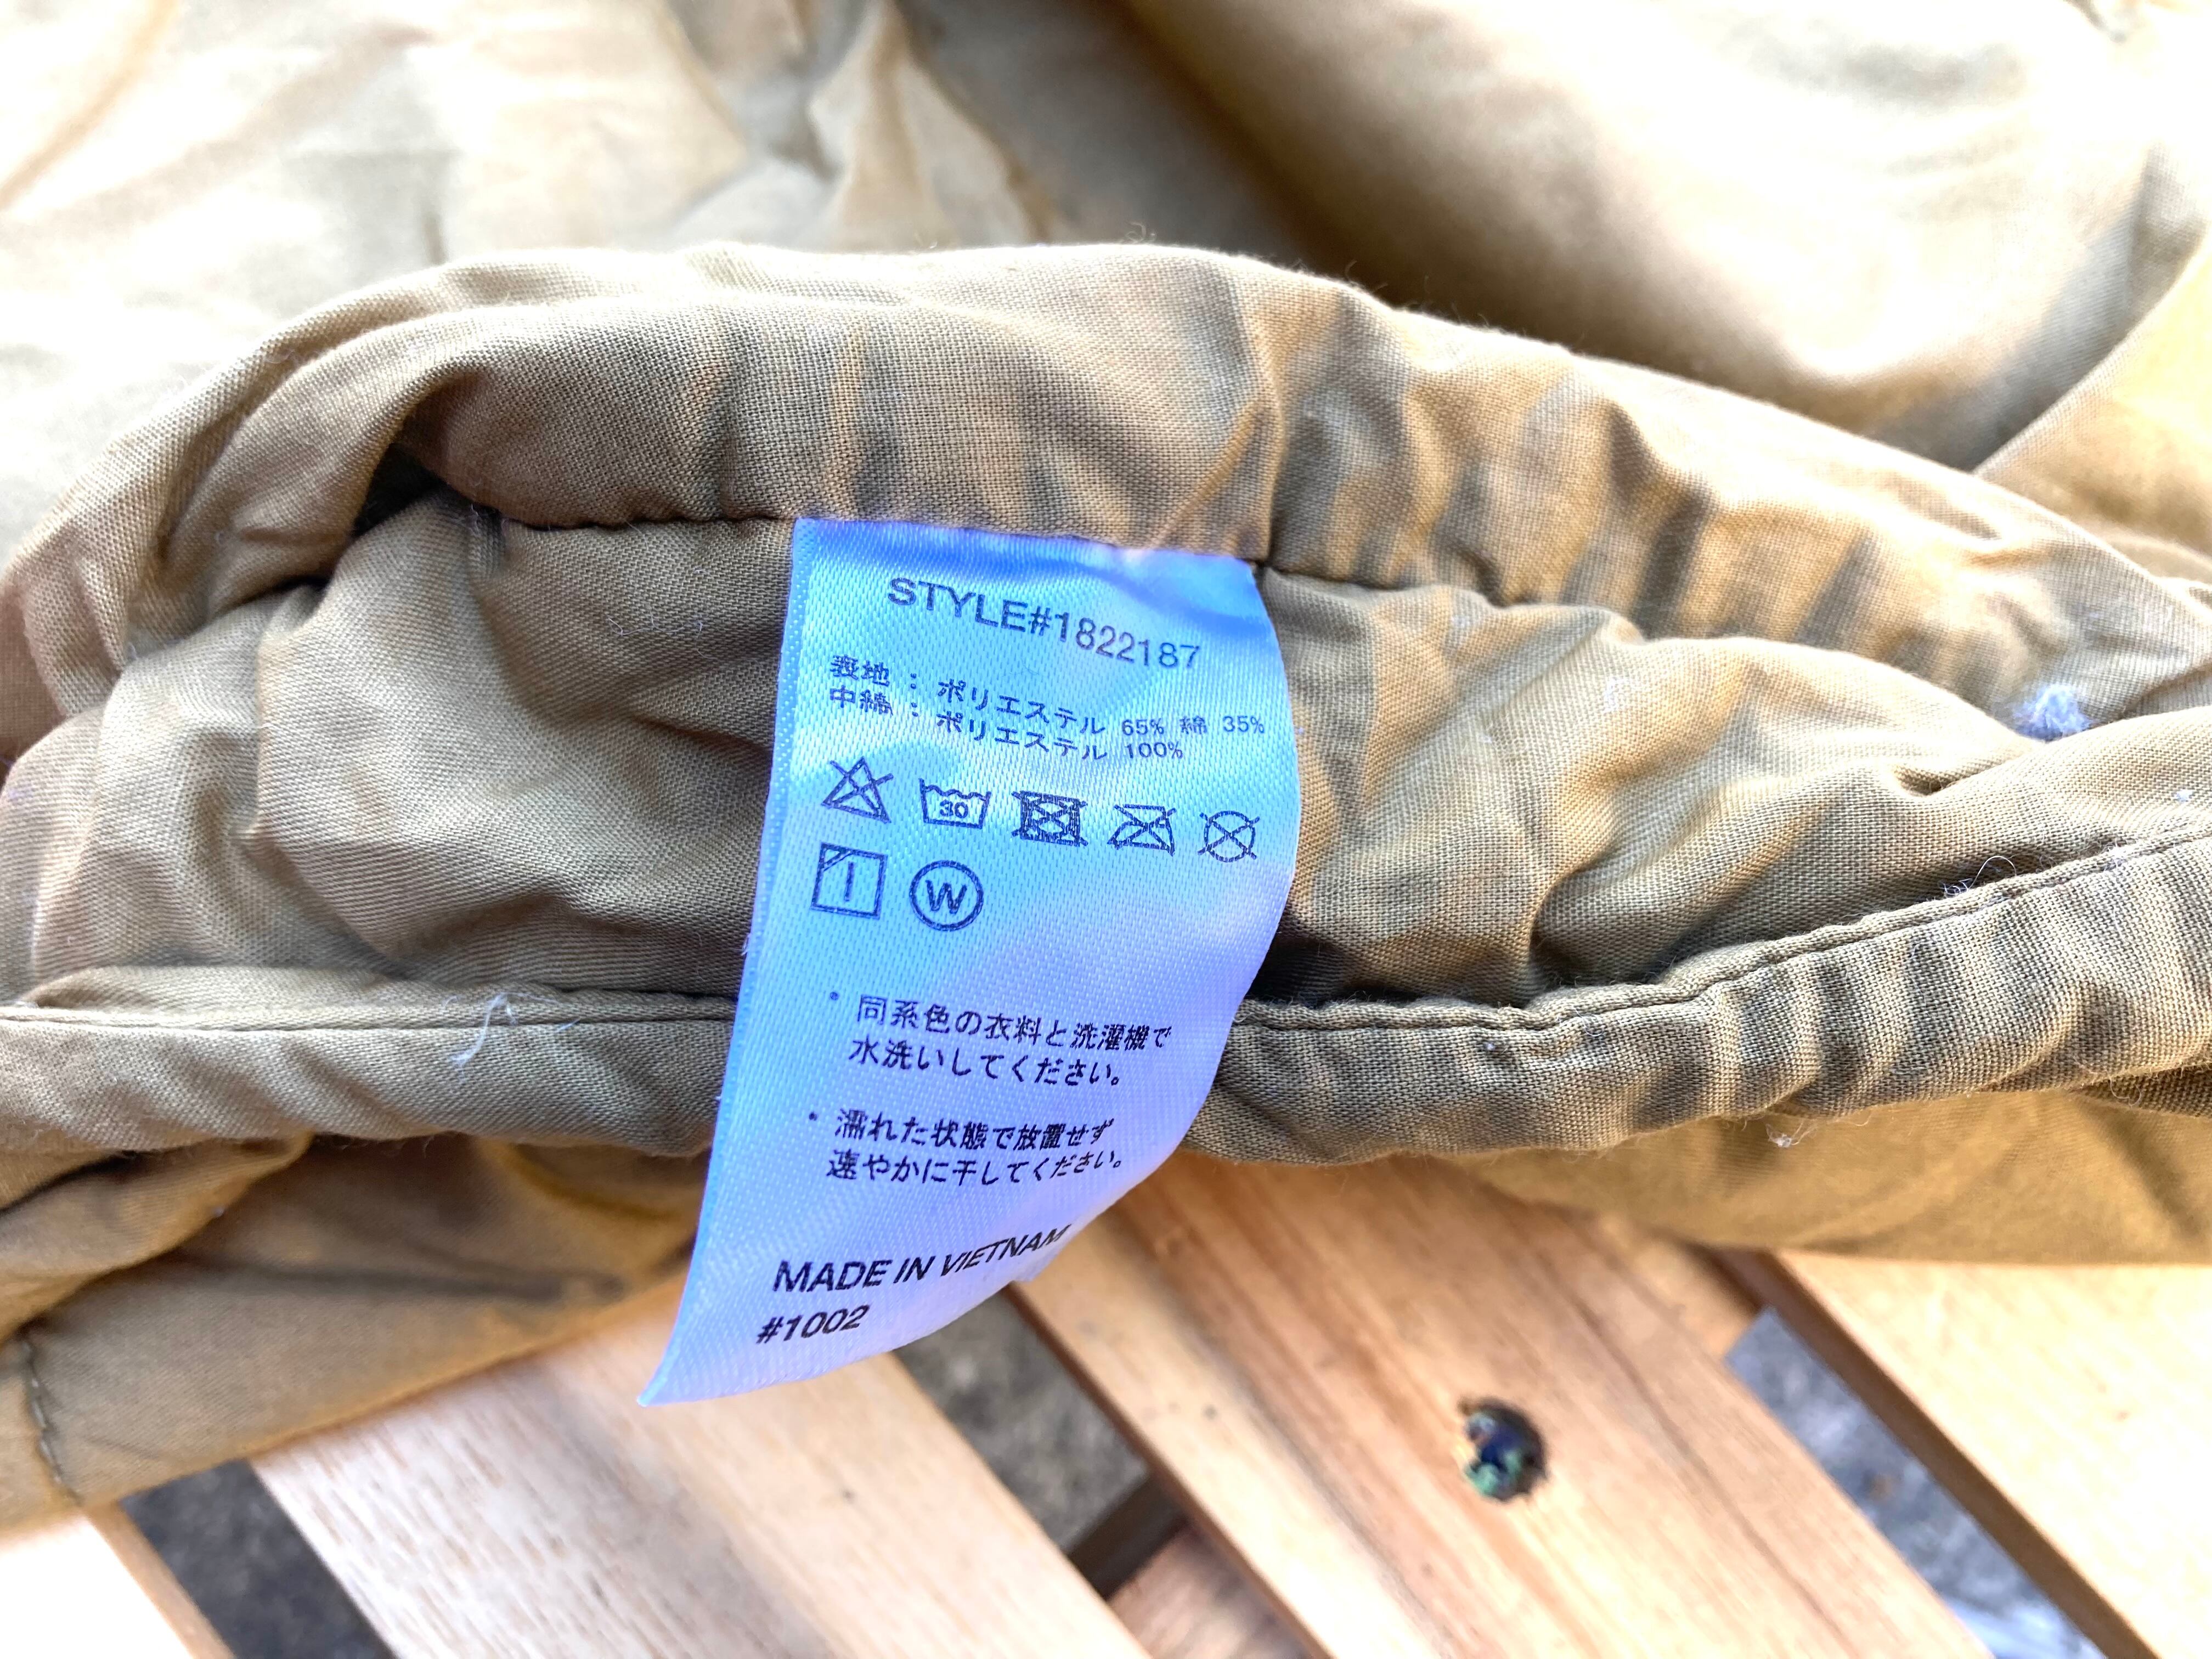 STYLE#1822187
表地 : ポリエステル 65% 綿 35%
中綿 : ポリエステル 100%
30
W
* 同系色の衣料と洗濯機で
水洗いしてください。
* 濡れた状態で放置せず
速やかに干してください。
MADE IN VIETNAM
#1002